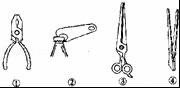 ① ② ③ ④